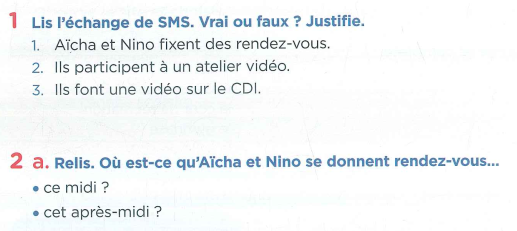 1 Lis l'échange de SMS. Vrai ou faux ? Justifie.
1. Aïcha et Nino fixent des rendez-vous.
2. Ils participent à un atelier vidéo.
3. Ils font une vidéo sur le CDI.
2 a. Relis. Où est-ce qu'Aïcha et Nino se donnent rendez-vous...
• ce midi ?
• cet après-midi ?